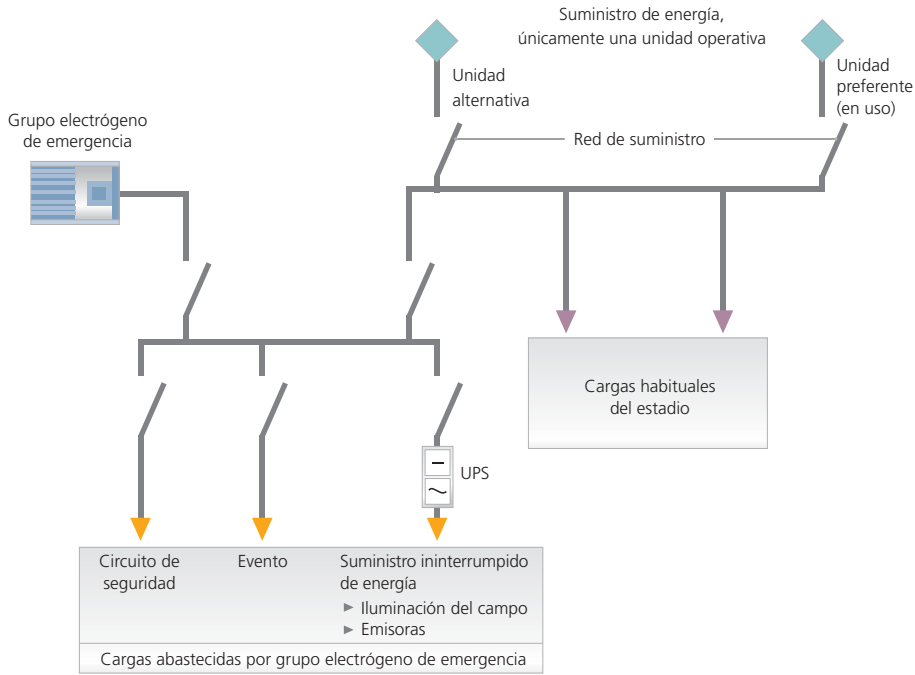 Suministro de energía,
únicamente una unidad operativa
Unidad
alternativa
Unidad
preferente
(en uso)
Grupo electrógeno
de emergencia
Red de suministro
Cargas habituales
del estadio
UPS
Circuito de
seguridad
Evento
Suministro ininterrumpido
de energía
► Iluminación del campo
► Emisoras
Cargas abastecidas por grupo electrógeno de emergencia